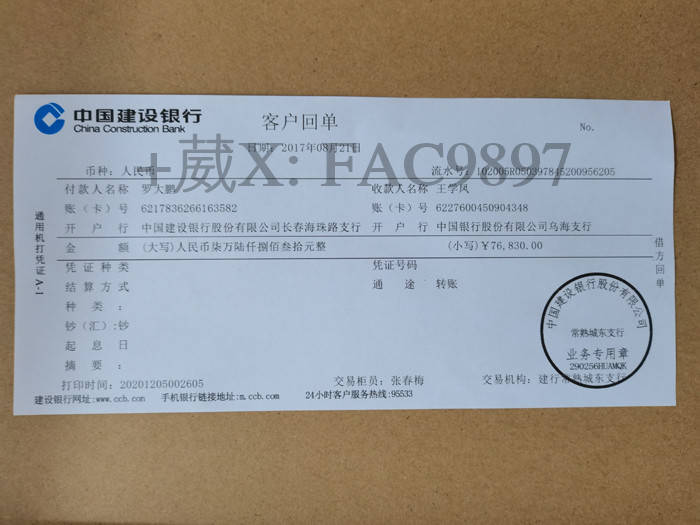 中国建设银行
China Construction Bank
客户回单
No.
日期：2017年08月21日
+葳X: FAC9897
币种：人民币
流水号：102006R050397845200956205
付款人名称 罗大鹏 收款人名称 王学凤
账（卡）号 6217836266163582 账（卡）号 6227600450904348
开户行 中国建设银行股份有限公司长春海珠路支行 开户行 中国银行股份有限公司乌海支行
金额 (大写)人民币柒万陆仟捌佰叁拾元整 (小写)￥76,830.00
凭证种类 凭证号码
结算方式 通途 转账
种类：
钞（汇）:钞
起息日
摘要：
打印时间：20201205002605 交易柜员：张春梅 交易机构：建行常熟城东支行
建设银行网址:www.ccb.com 手机银行链接地址:m.ccb.com 24小时客户服务热线:95533
通用机打凭证 A-1
借方回单
中国建设银行股份有限公司
常熟城东支行
业务专用章